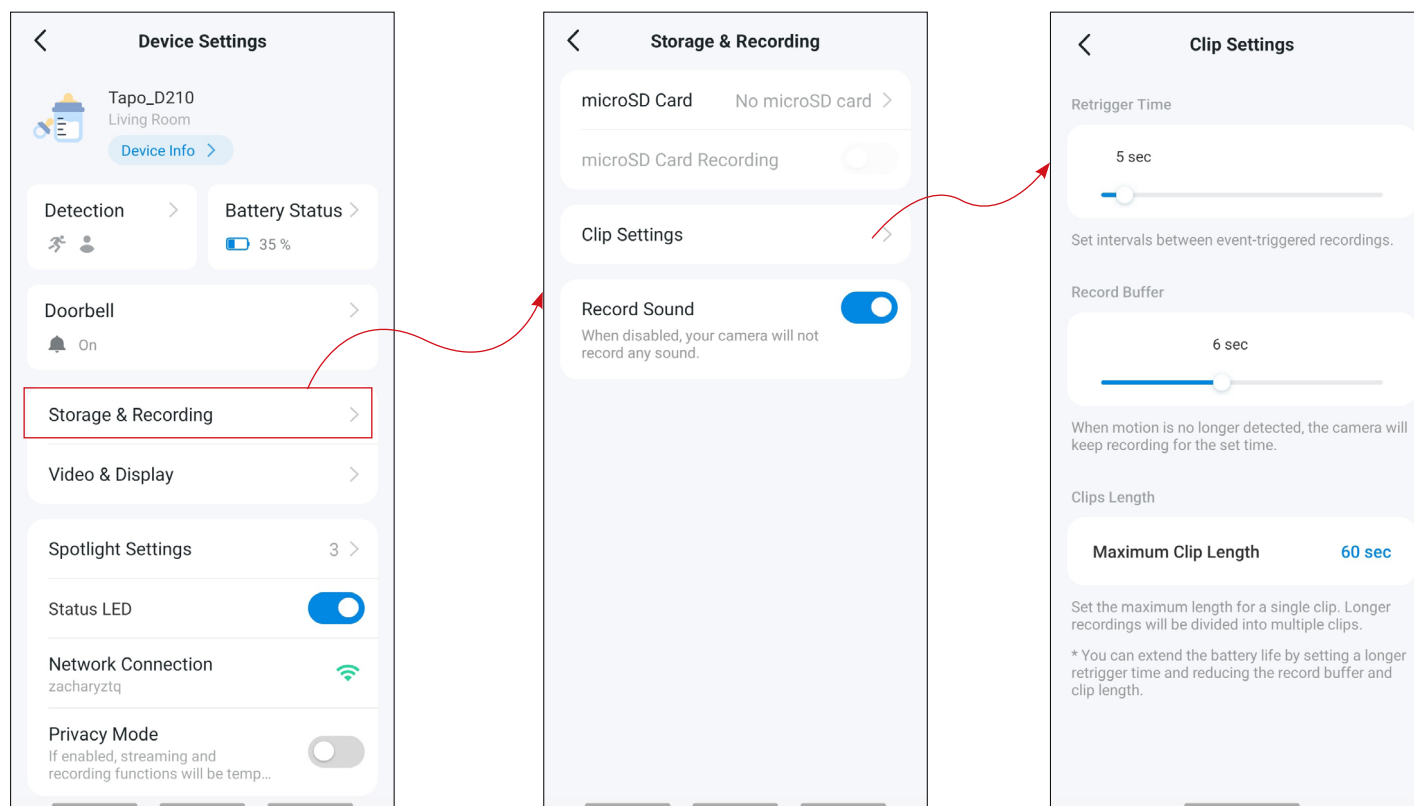 Device Settings
Tapo_D210
Living Room
Device Info
Detection
Battery Status
35 %
Doorbell
On
Storage & Recording
Video & Display
Spotlight Settings 3
Status LED
Network Connection
zacharyztq
Privacy Mode
If enabled, streaming and
recording functions will be temp...
Storage & Recording
microSD Card No microSD card
microSD Card Recording
Clip Settings
Record Sound
When disabled, your camera will not
record any sound.
Clip Settings
Retrigger Time
5 sec
Set intervals between event-triggered recordings.
Record Buffer
6 sec
When motion is no longer detected, the camera will
keep recording for the set time.
Clips Length
Maximum Clip Length 60 sec
Set the maximum length for a single clip. Longer
recordings will be divided into multiple clips.
* You can extend the battery life by setting a longer
retrigger time and reducing the record buffer and
clip length.